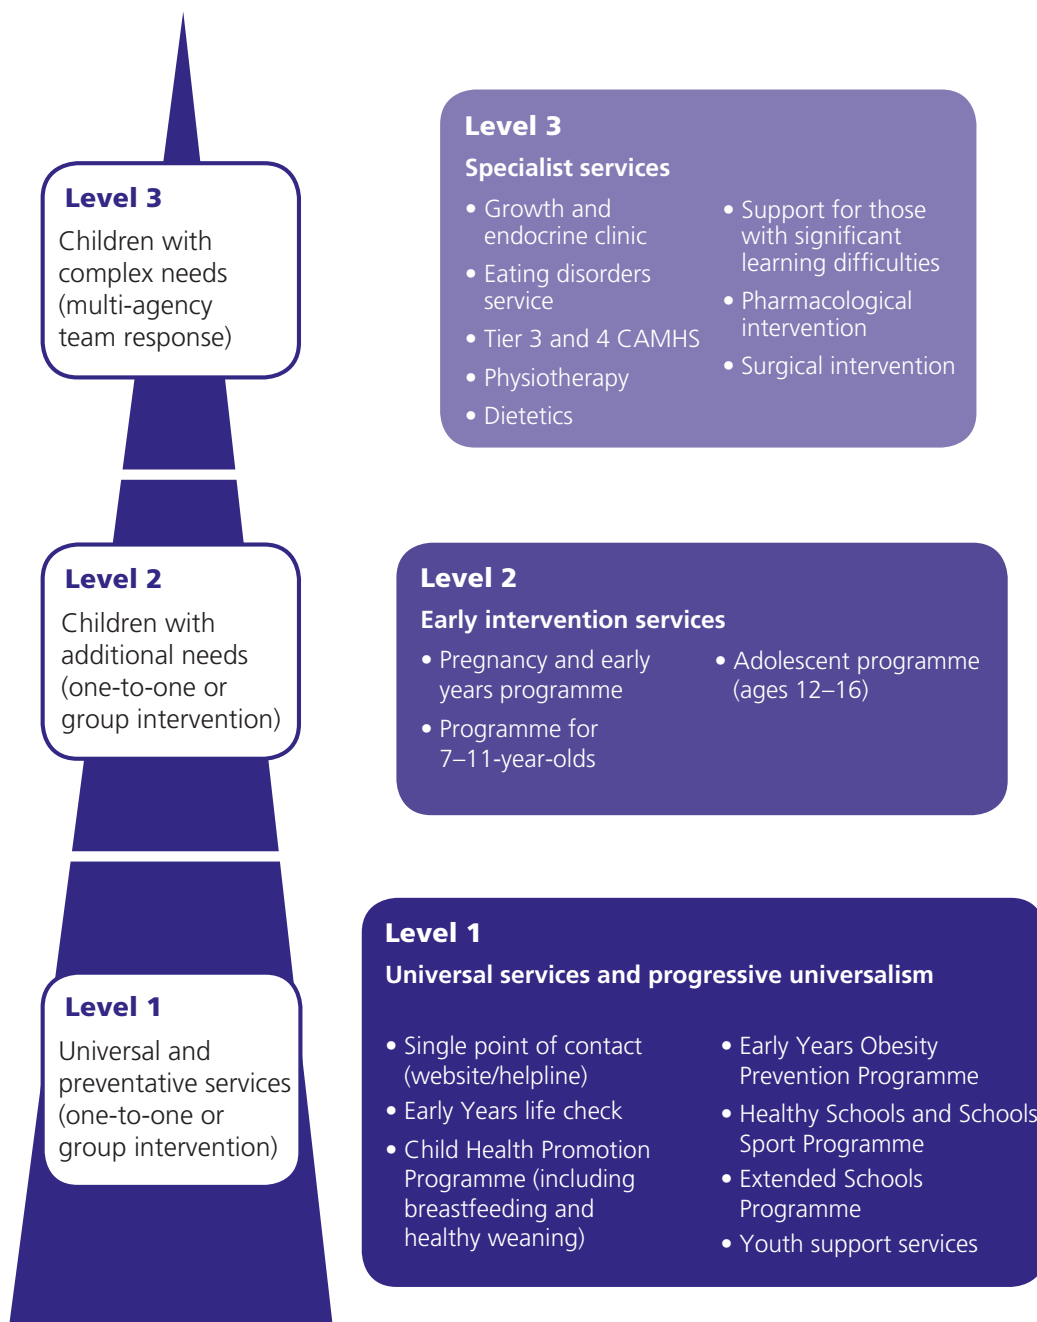 Level 3
Children with
complex needs
(multi-agency
team response)
Level 3
Specialist services
• Growth and
endocrine clinic
• Eating disorders
service
• Tier 3 and 4 CAMHS
• Physiotherapy
• Dietetics
• Support for those
with significant
learning difficulties
• Pharmacological
intervention
• Surgical intervention
Level 2
Children with
additional needs
(one-to-one or
group intervention)
Level 2
Early intervention services
• Pregnancy and early
years programme
• Programme for
7–11-year-olds
• Adolescent programme
(ages 12–16)
Level 1
Universal and
preventative services
(one-to-one or
group intervention)
Level 1
Universal services and progressive universalism
• Single point of contact
(website/helpline)
• Early Years life check
• Child Health Promotion
Programme (including
breastfeeding and
healthy weaning)
• Early Years Obesity
Prevention Programme
• Healthy Schools and Schools
Sport Programme
• Extended Schools
Programme
• Youth support services